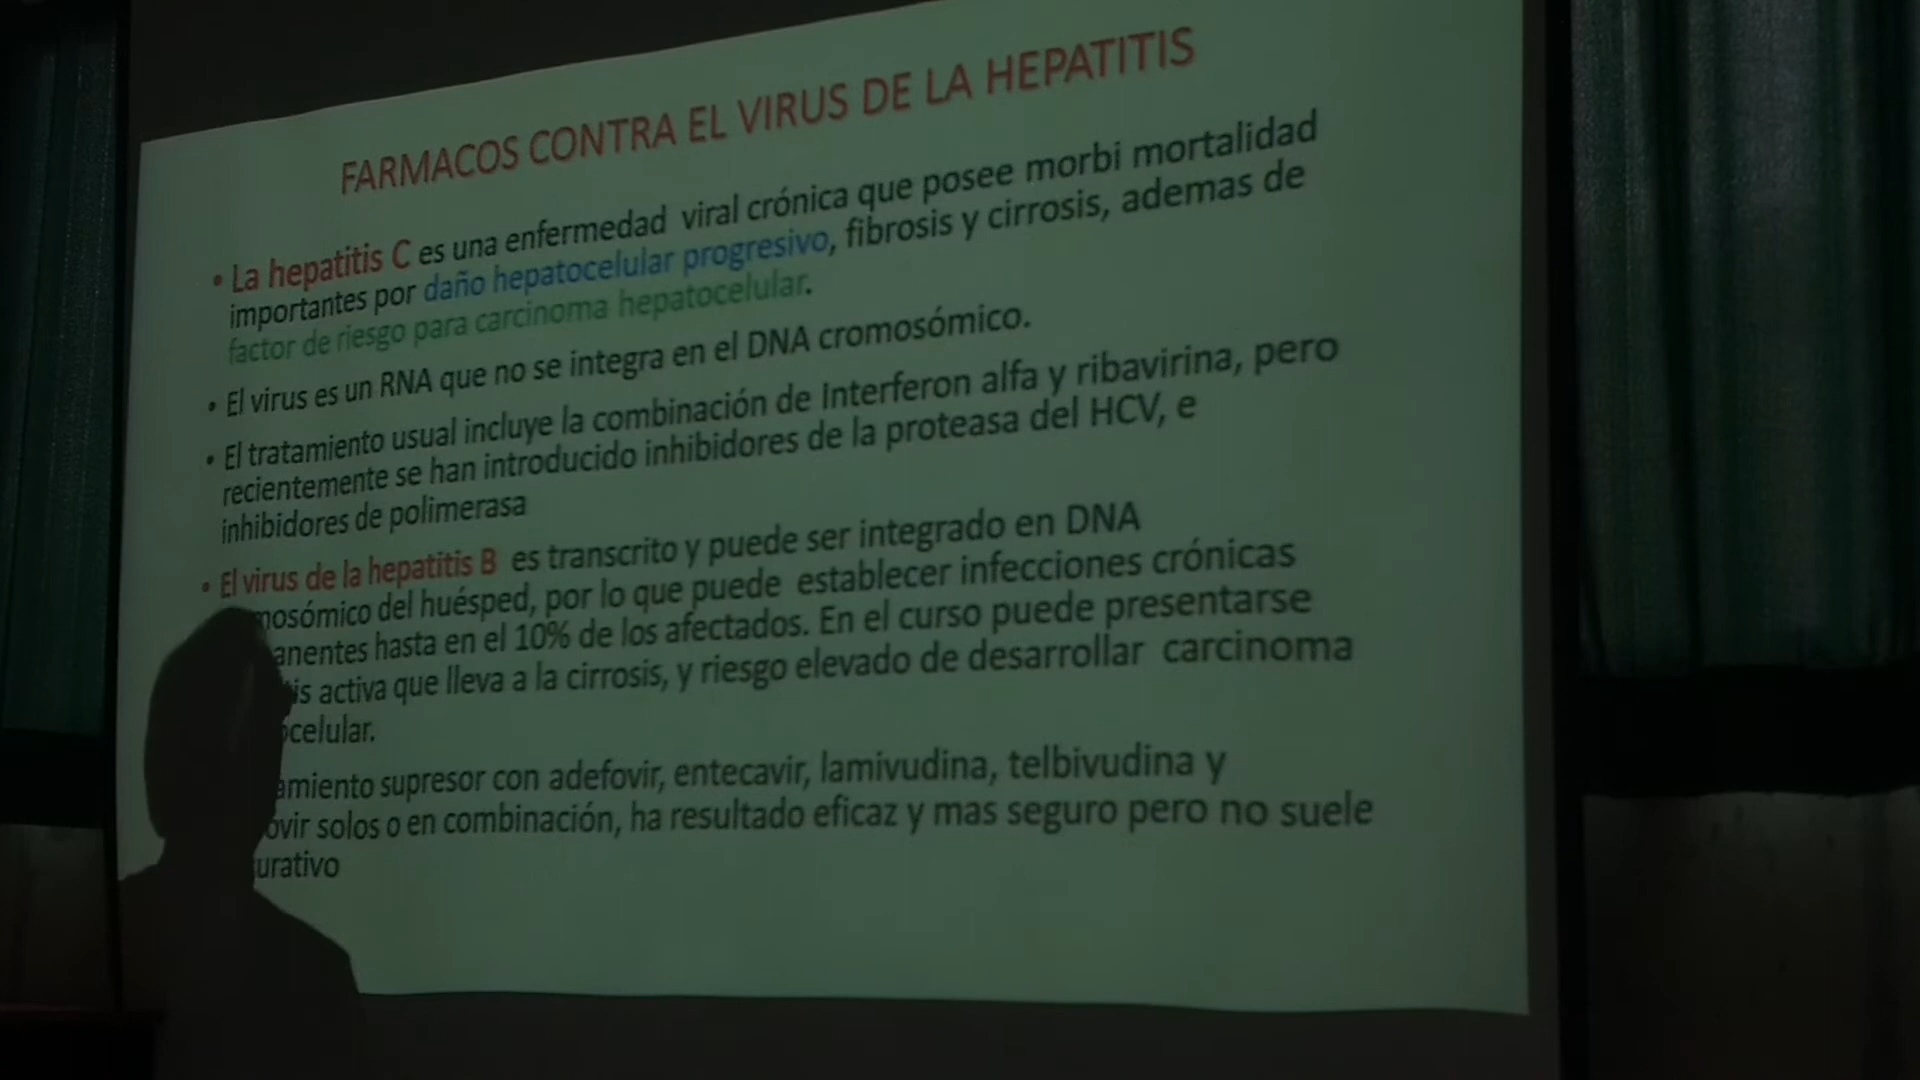 FARMACOS CONTRA EL VIRUS DE LA HEPATITIS
• La hepatitis C es una enfermedad viral crónica que posee morbi mortalidad
importantes por daño hepatocelular progresivo, fibrosis y cirrosis, ademas de
factor de riesgo para carcinoma hepatocelular.
• El virus es un RNA que no se integra en el DNA cromosómico.
• El tratamiento usual incluye la combinación de Interferon alfa y ribavirina, pero
recientemente se han introducido inhibidores de la proteasa del HCV, e
inhibidores de polimerasa
• El virus de la hepatitis B es transcrito y puede ser integrado en DNA
mosómico del huésped, por lo que puede establecer infecciones crónicas
anentes hasta en el 10% de los afectados. En el curso puede presentarse
is activa que lleva a la cirrosis, y riesgo elevado de desarrollar carcinoma
ocelular.
amiento supresor con adefovir, entecavir, lamivudina, telbivudina y
ovir solos o en combinación, ha resultado eficaz y mas seguro pero no suele
urativo